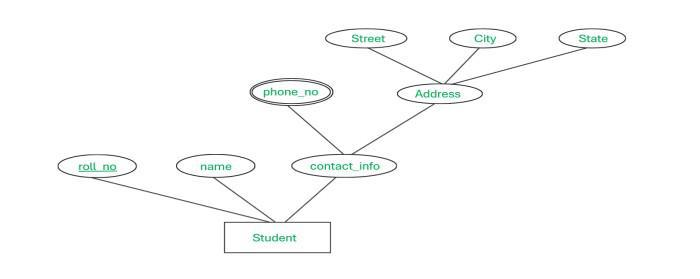 Street
City
State
phone_no
Address
roll_no
name
contact_info
Student